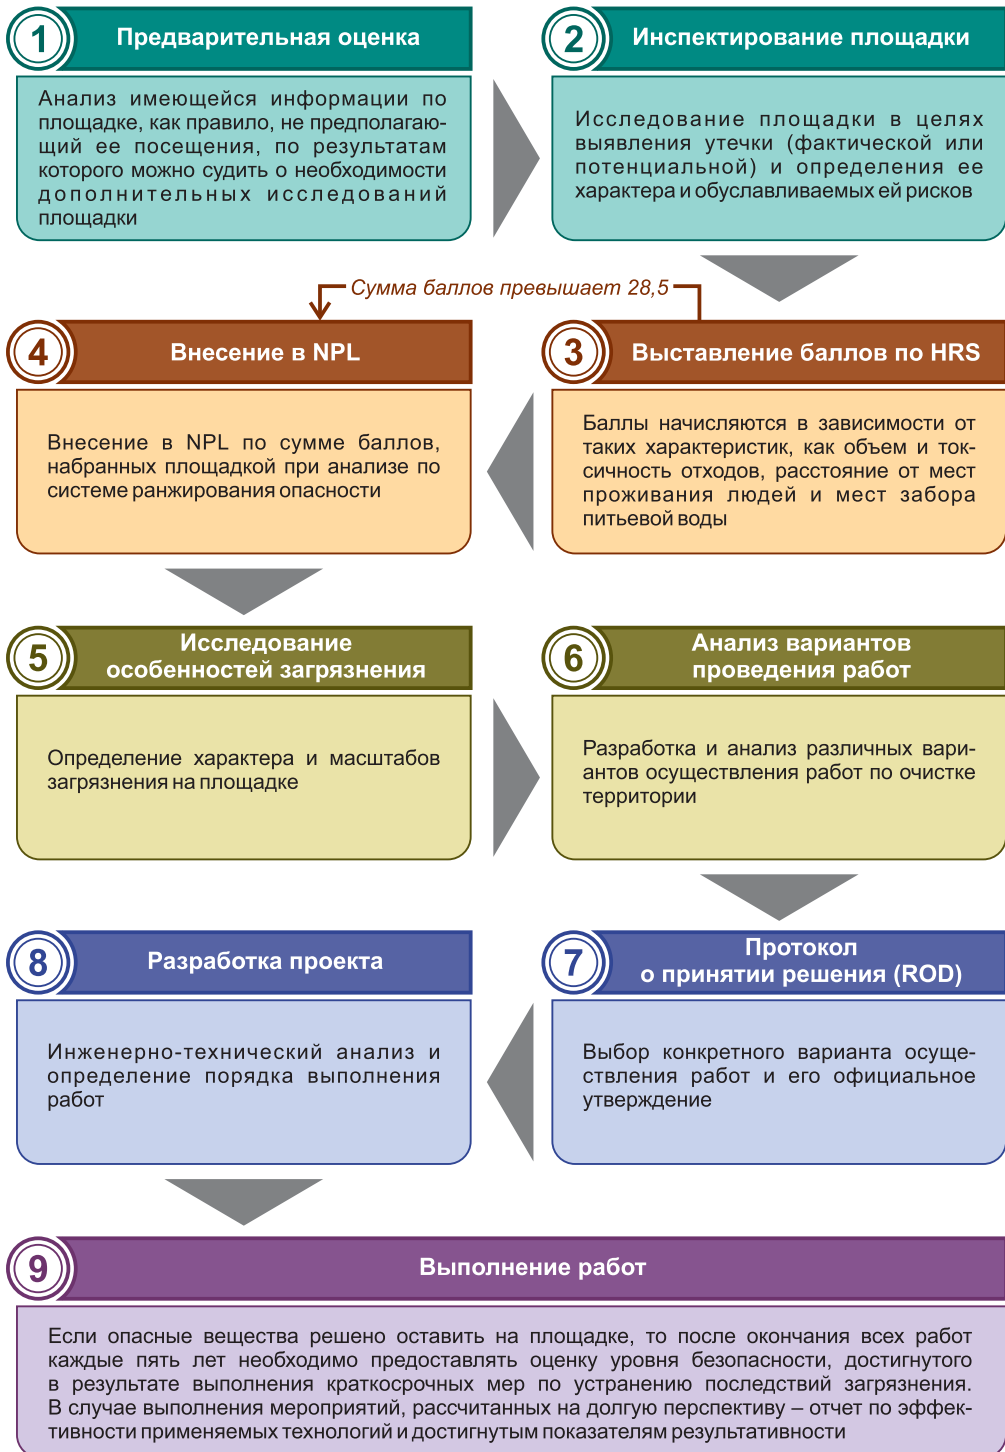 1
Предварительная оценка
Анализ имеющейся информации по
площадке, как правило, не предполагаю-
щий ее посещения, по результатам
которого можно судить о необходимости
дополнительных исследований
площадки
2
Инспектирование площадки
Исследование площадки в целях
выявления утечки (фактической или
потенциальной) и определения ее
характера и обуславливаемых ей рисков
Сумма баллов превышает 28,5
3
Выставление баллов по HRS
Баллы начисляются в зависимости от
таких характеристик, как объем и ток-
сичность отходов, расстояние от мест
проживания людей и мест забора
питьевой воды
4
Внесение в NPL
Внесение в NPL по сумме баллов,
набранных площадкой при анализе по
системе ранжирования опасности
5
Исследование
особенностей загрязнения
Определение характера и масштабов
загрязнения на площадке
6
Анализ вариантов
проведения работ
Разработка и анализ различных вари-
антов осуществления работ по очистке
территории
7
Протокол
о принятии решения (ROD)
Выбор конкретного варианта осуще-
ствления работ и его официальное
утверждение
8
Разработка проекта
Инженерно-технический анализ и
определение порядка выполнения
работ
9
Выполнение работ
Если опасные вещества решено оставить на площадке, то после окончания всех работ
каждые пять лет необходимо предоставлять оценку уровня безопасности, достигнутого
в результате выполнения краткосрочных мер по устранению последствий загрязнения.
В случае выполнения мероприятий, рассчитанных на долгую перспективу – отчет по эффек-
тивности применяемых технологий и достигнутым показателям результативности